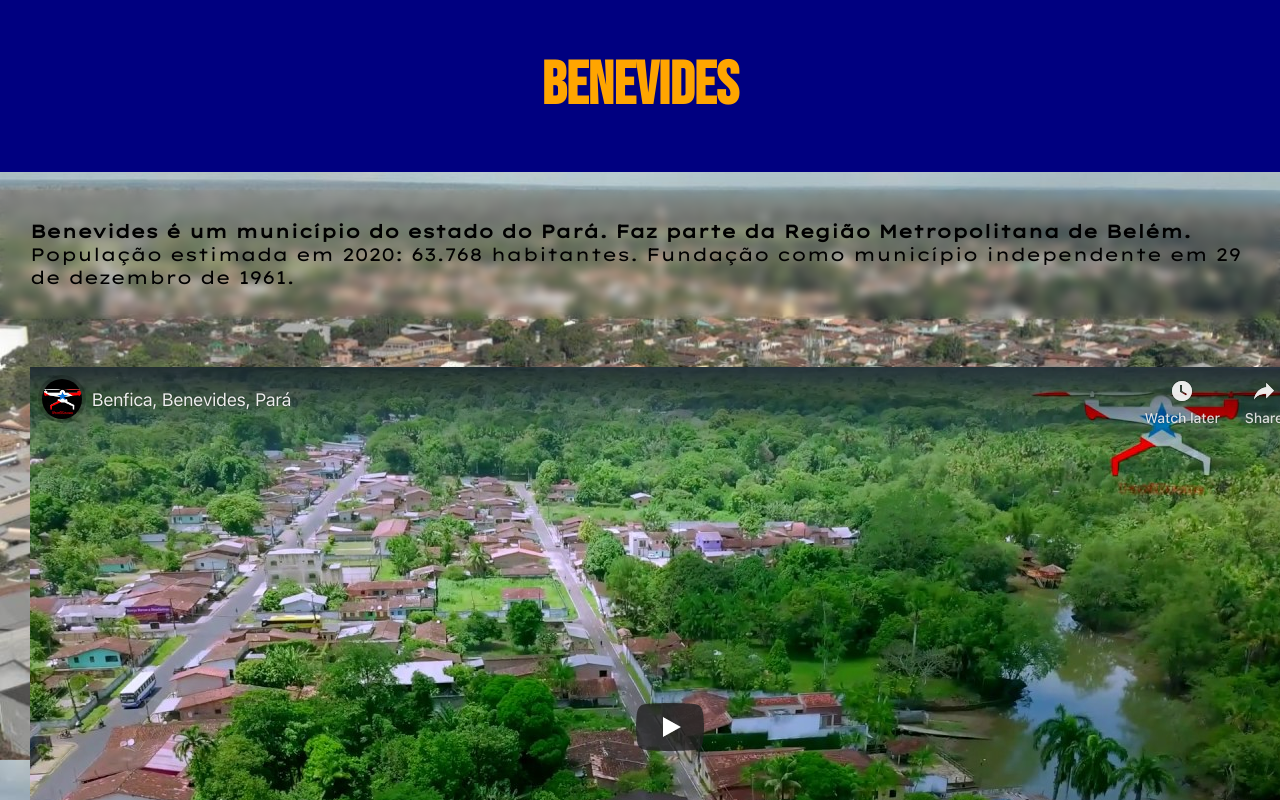 BENEVIDES
Benevides é um município do estado do Pará. Faz parte da Região Metropolitana de Belém.
População estimada em 2020: 63.768 habitantes. Fundação como município independente em 29
de dezembro de 1961.
Benfica, Benevides, Pará
Watch later
Share